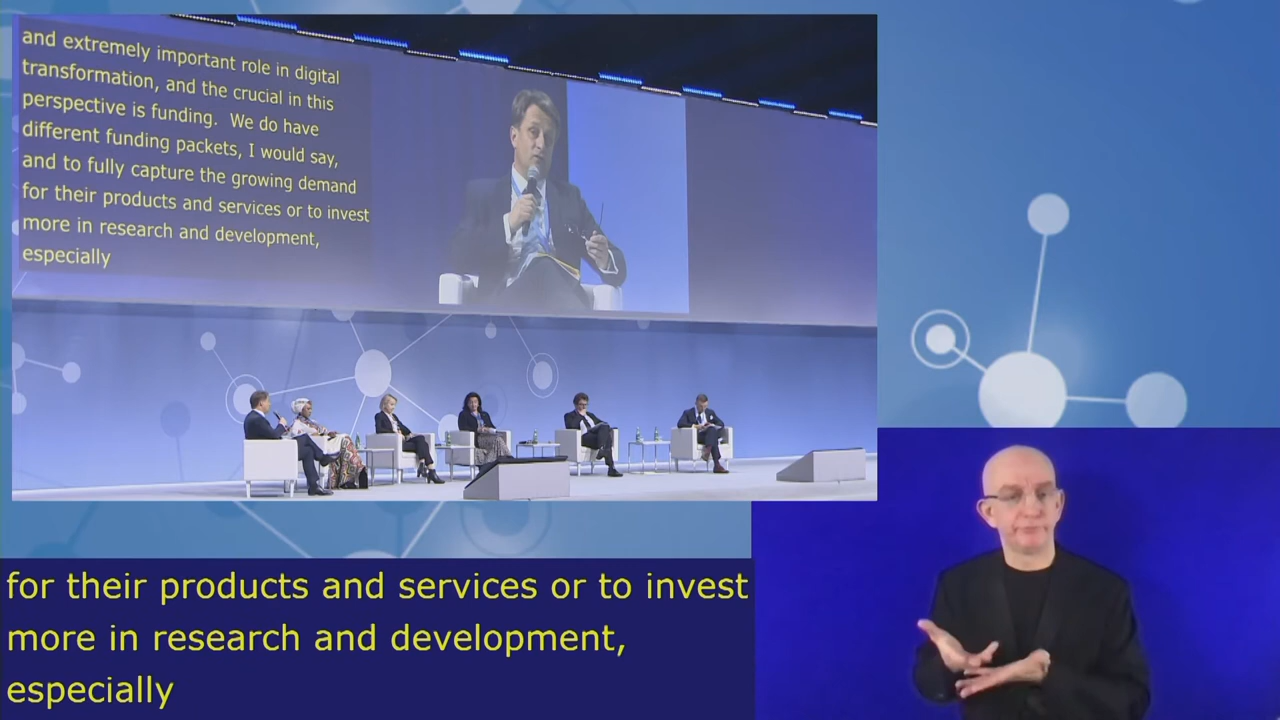 and extremely important role in digital
transformation, and the crucial in this
perspective is funding.  We do have
different funding packets, I would say,
and to fully capture the growing demand
for their products and services or to invest
more in research and development,
especially
for their products and services or to invest
more in research and development,
especially